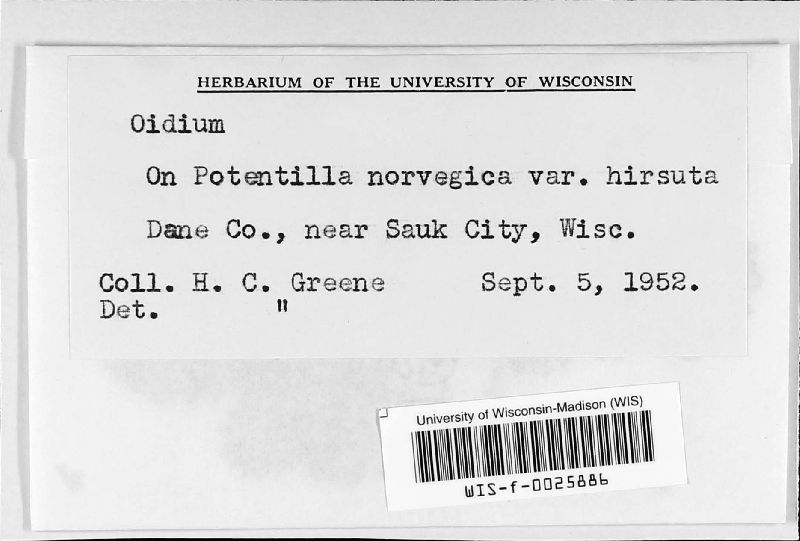 HERBARIUM OF THE UNIVERSITY OF WISCONSIN
Oidium
On Potentilla norvegica var. hirsuta
Dane Co., near Sauk City, Wisc.
Coll. H. C. Greene Sept. 5, 1952.
Det. "
University of Wisconsin-Madison (WIS)
WIS-f-0025886